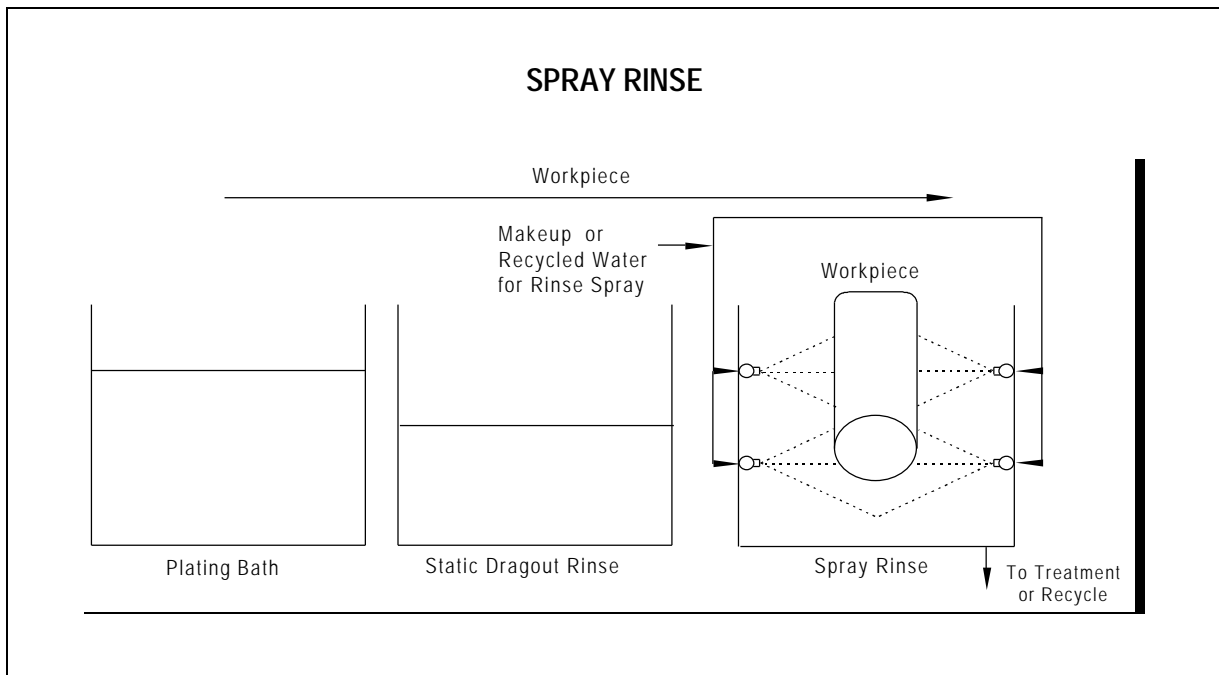 SPRAY RINSE
Workpiece
Makeup or
Recycled Water
for Rinse Spray
Workpiece
Plating Bath
Static Dragout Rinse
Spray Rinse
To Treatment
or Recycle